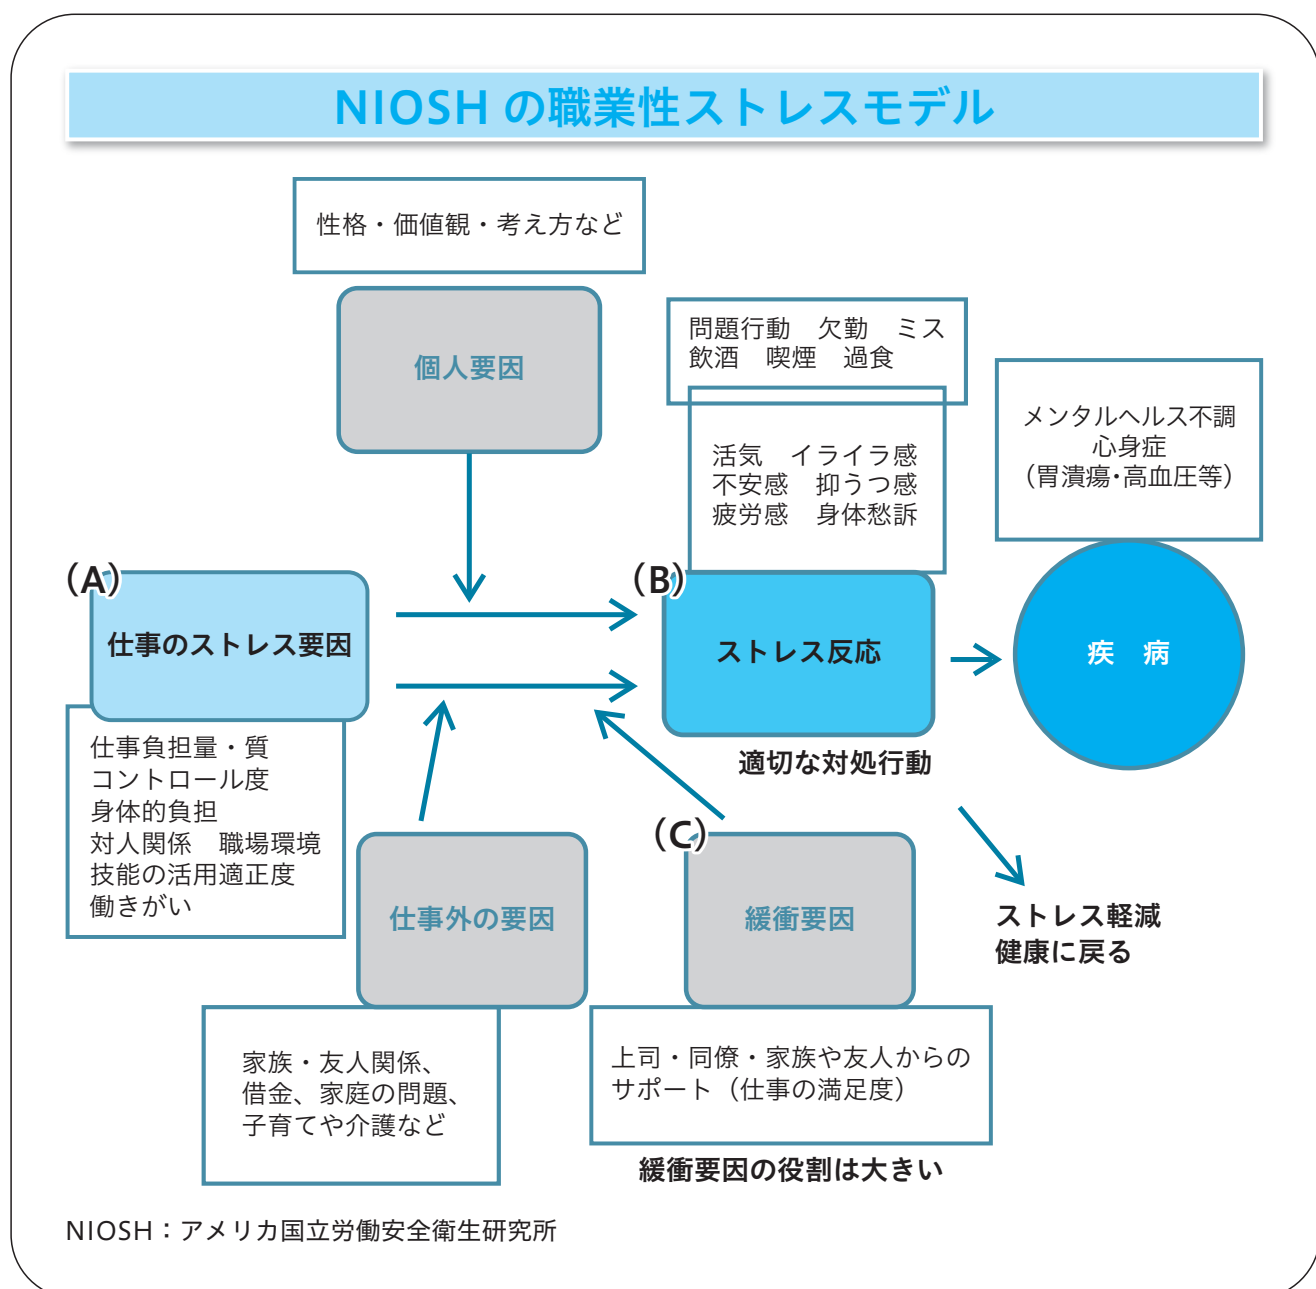 NIOSH の職業性ストレスモデル
性格・価値観・考え方など
個人要因
問題行動　欠勤　ミス
飲酒　喫煙　過食
活気　イライラ感
不安感　抑うつ感
疲労感　身体愁訴
メンタルヘルス不調
心身症
（胃潰瘍・高血圧等）
（A）
仕事のストレス要因
（B）
ストレス反応
疾　病
仕事負担量・質
コントロール度
身体的負担
対人関係　職場環境
技能の活用適正度
働きがい
適切な対処行動
仕事外の要因
（C）
緩衝要因
ストレス軽減
健康に戻る
家族・友人関係、
借金、家庭の問題、
子育てや介護など
上司・同僚・家族や友人からの
サポート（仕事の満足度）
緩衝要因の役割は大きい
NIOSH：アメリカ国立労働安全衛生研究所